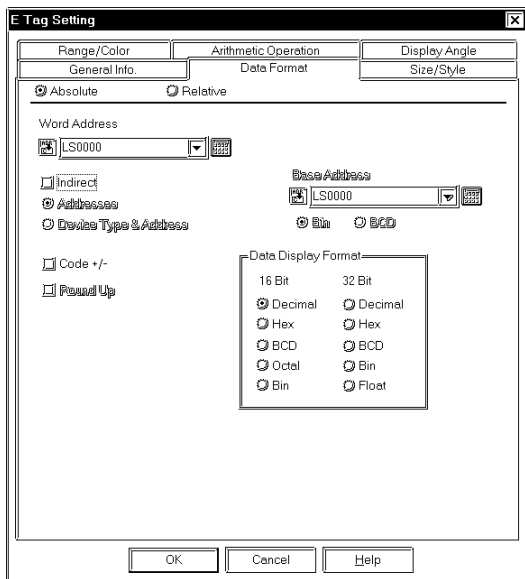 E Tag Setting
Range/Color Arithmetic Operation Display Angle
General Info. Data Format Size/Style
Absolute Relative
Word Address
LS0000
Indirect
Addresses
Device Type & Address
Base Address
LS0000
Bin BCD
Code +/-
Round Up
Data Display Format
16 Bit 32 Bit
Decimal Decimal
Hex Hex
BCD BCD
Octal Bin
Bin Float
OK Cancel Help